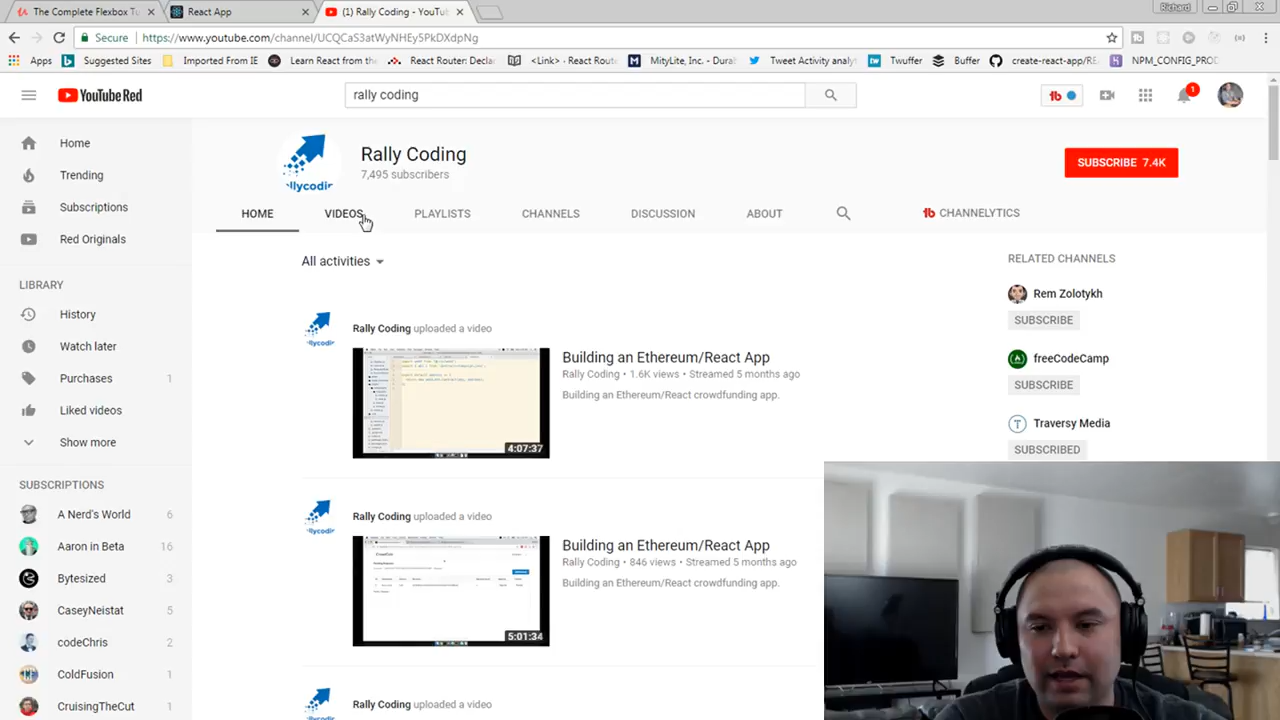 The Complete Flexbox Tu
React App
(1) Rally Coding - YouTu
Richard
Secure
https://www.youtube.com/channel/UCQCaS3atWyNHEy5PkDXdpNg
Apps
Suggested Sites
Imported From IE
Learn React from the
React Router: Declar
<Link> - React Route
MityLite, Inc. - Dural
Tweet Activity analyt
Twuffer
Buffer
create-react-app/RE
NPM_CONFIG_PROD
YouTube Red
rally coding
1
Rally Coding
7,495 subscribers
SUBSCRIBE 7.4K
HOME
VIDEOS
PLAYLISTS
CHANNELS
DISCUSSION
ABOUT
CHANNELYTICS
Home
Trending
Subscriptions
Red Originals
LIBRARY
History
Watch later
Purchases 1
Liked videos
Show more
SUBSCRIPTIONS
A Nerd's World 6
Aaron in Beta 16
Bytesized 3
CaseyNeistat 5
codeChris 2
ColdFusion 1
CruisingTheCut 1
All activities
Rally Coding uploaded a video
Building an Ethereum/React App
Rally Coding • 1.6K views • Streamed 5 months ago
Building an Ethereum/React crowdfunding app.
4:07:37
Rally Coding uploaded a video
Building an Ethereum/React App
Rally Coding • 846 views • Streamed 5 months ago
Building an Ethereum/React crowdfunding app.
5:01:34
Rally Coding uploaded a video
RELATED CHANNELS
Rem Zolotykh
SUBSCRIBE
freeCodeCamp
SUBSCRIBE
Traversy Media
SUBSCRIBED